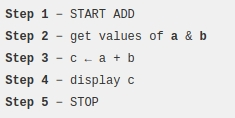 Step 1 − START ADD
Step 2 − get values of a & b
Step 3 − c ← a + b
Step 4 − display c
Step 5 − STOP